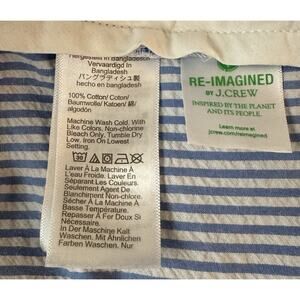 Hergestellt in Bangladesch
Vervaardigd in
Bangladesh
バングラディシュ製
hecho en bangladesh
100% Cotton/ Coton/
Baumwolle/ Katoen/ 綿/
algodón
Machine Wash Cold. With
Like Colors. Non-chlorine
Bleach Only. Tumble Dry
Low. Iron On Lowest
Setting.
30
Laver À La Machine À
L'eau Froide. Laver En
Séparant Les Couleurs.
Seulement Agent De
Blanchiment Non-chlore.
Sécher À La Machine À
Basse Température.
Repasser À Fer Doux Si
Nécessaire.
In Der Maschine Kalt
Waschen. Mit Ähnlichen
Farben Waschen. Nur
RE-IMAGINED
BY J.CREW
INSPIRED BY THE PLANET
AND ITS PEOPLE.
Learn more at
jcrew.com/reimagined